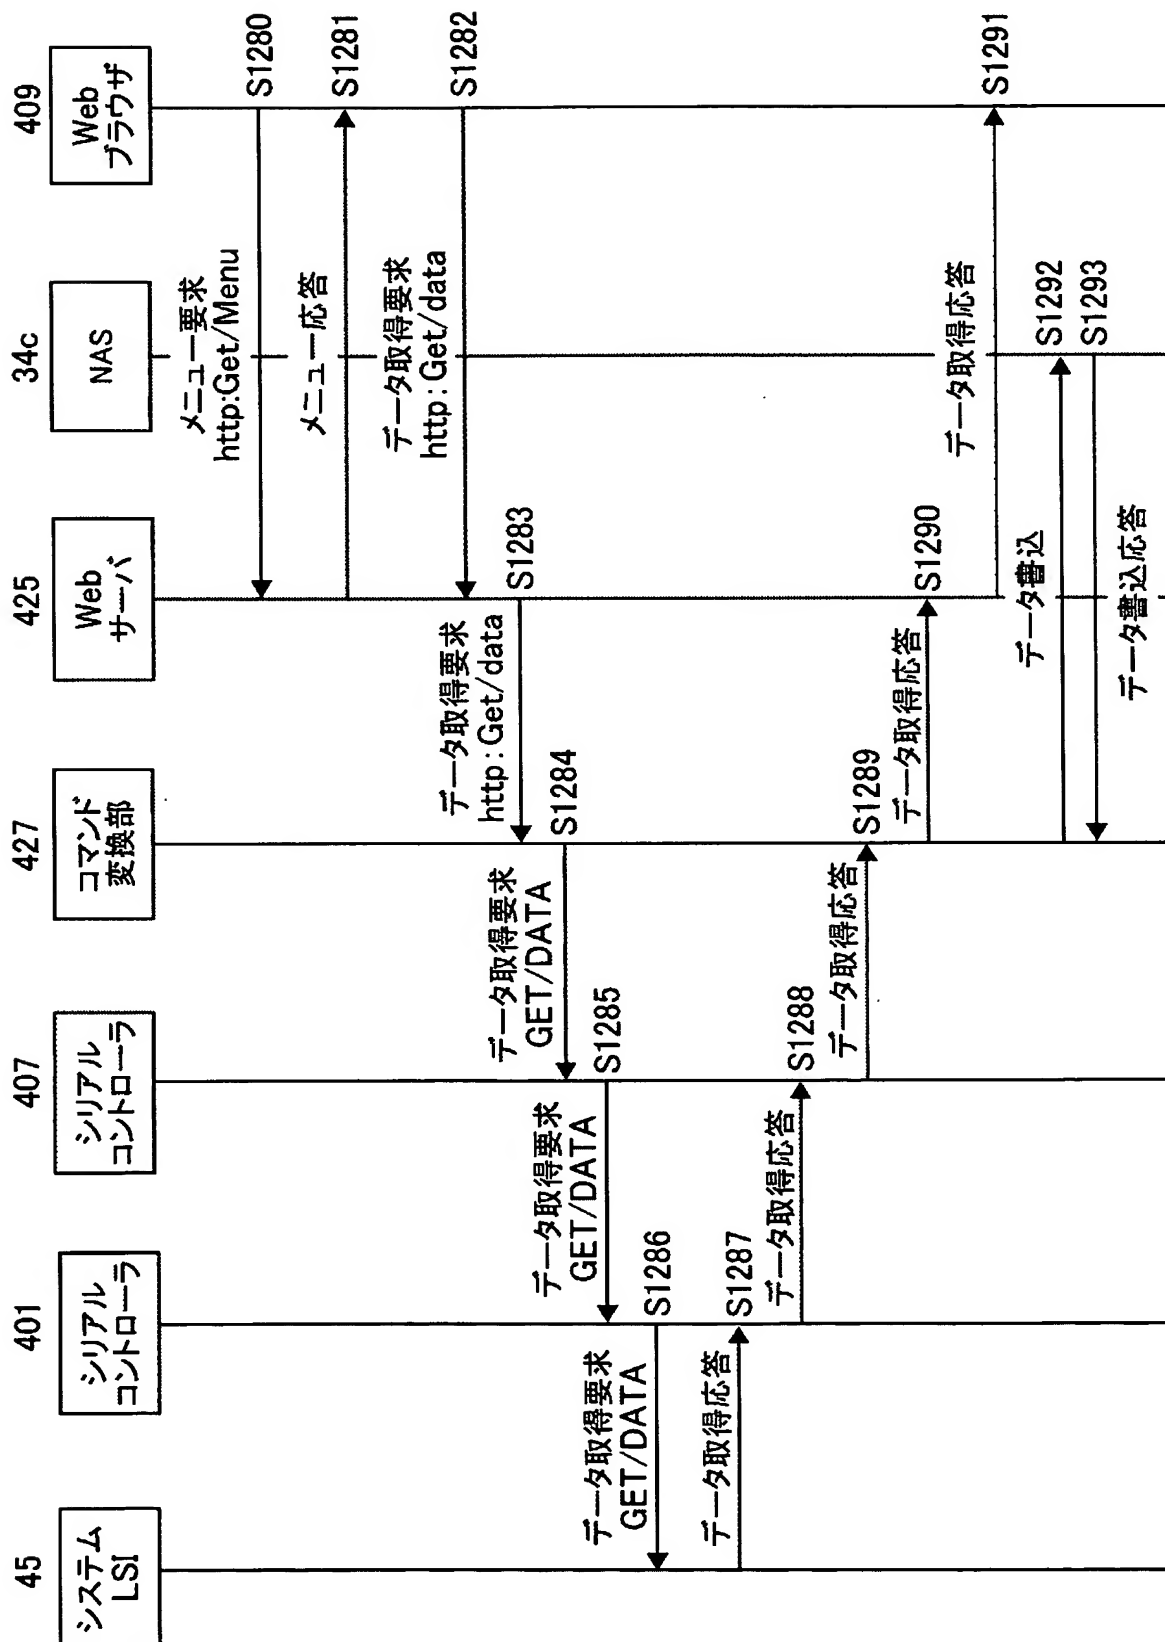 45
システム
LSI
401
シリアル
コントローラ
407
シリアル
コントローラ
427
コマンド
変換部
425
Web
サーバ
34c
NAS
409
Web
ブラウザ
メニュー要求
http:Get/Menu
S1280
メニュー応答
S1281
データ取得要求
http:Get/data
S1282
データ取得要求
http:Get/data
S1283
データ取得要求
GET/DATA
S1284
データ取得要求
GET/DATA
S1285
データ取得要求
GET/DATA
S1286
データ取得応答
S1287
データ取得応答
S1288
データ取得応答
S1289
データ取得応答
S1290
データ取得応答
S1291
データ書込
S1292
データ書込応答
S1293